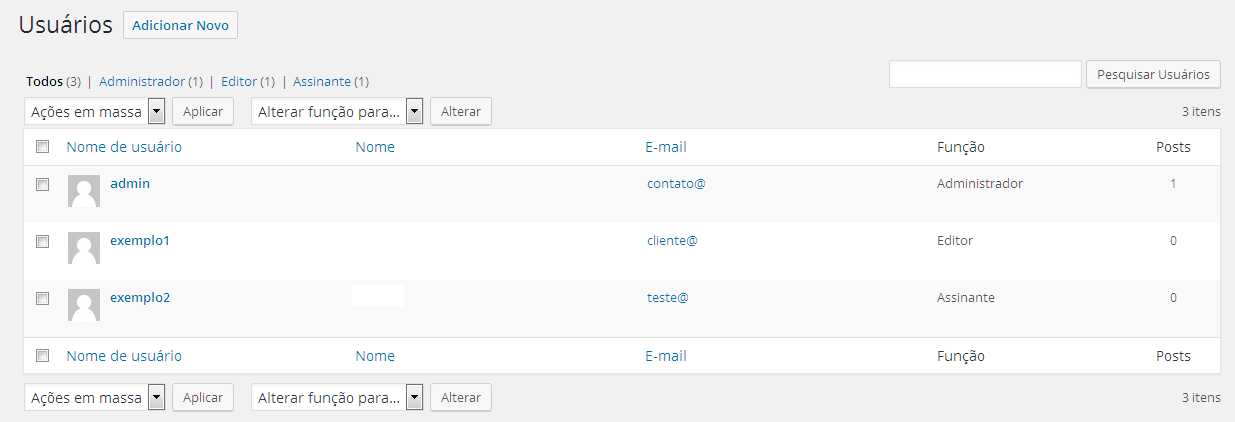 Usuários Adicionar Novo
Todos (3) | Administrador (1) | Editor (1) | Assinante (1) Pesquisar Usuários
Ações em massa Aplicar Alterar função para... Alterar 3 itens
Nome de usuário Nome E-mail Função Posts
admin contato@ Administrador 1
exemplo1 cliente@ Editor 0
exemplo2 teste@ Assinante 0
Nome de usuário Nome E-mail Função Posts
Ações em massa Aplicar Alterar função para... Alterar 3 itens